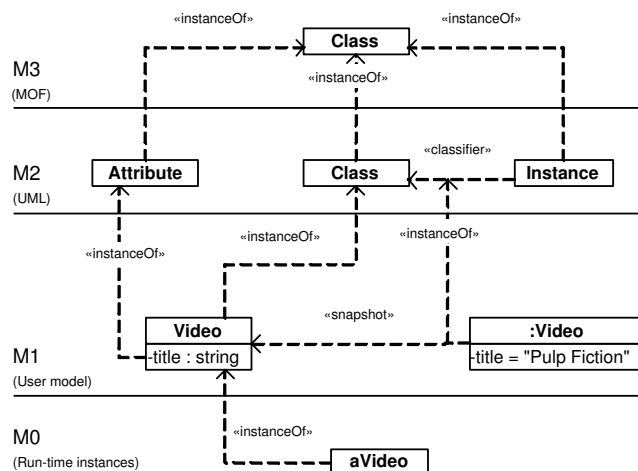 «instanceOf»
«instanceOf»
Class
M3
«instanceOf»
(MOF)
«classifier»
M2
Attribute
Class
Instance
(UML)
«instanceOf»
«instanceOf»
«instanceOf»
«snapshot»
Video
:Video
-title : string
-title = "Pulp Fiction"
M1
(User model)
M0
«instanceOf»
(Run-time instances)
aVideo